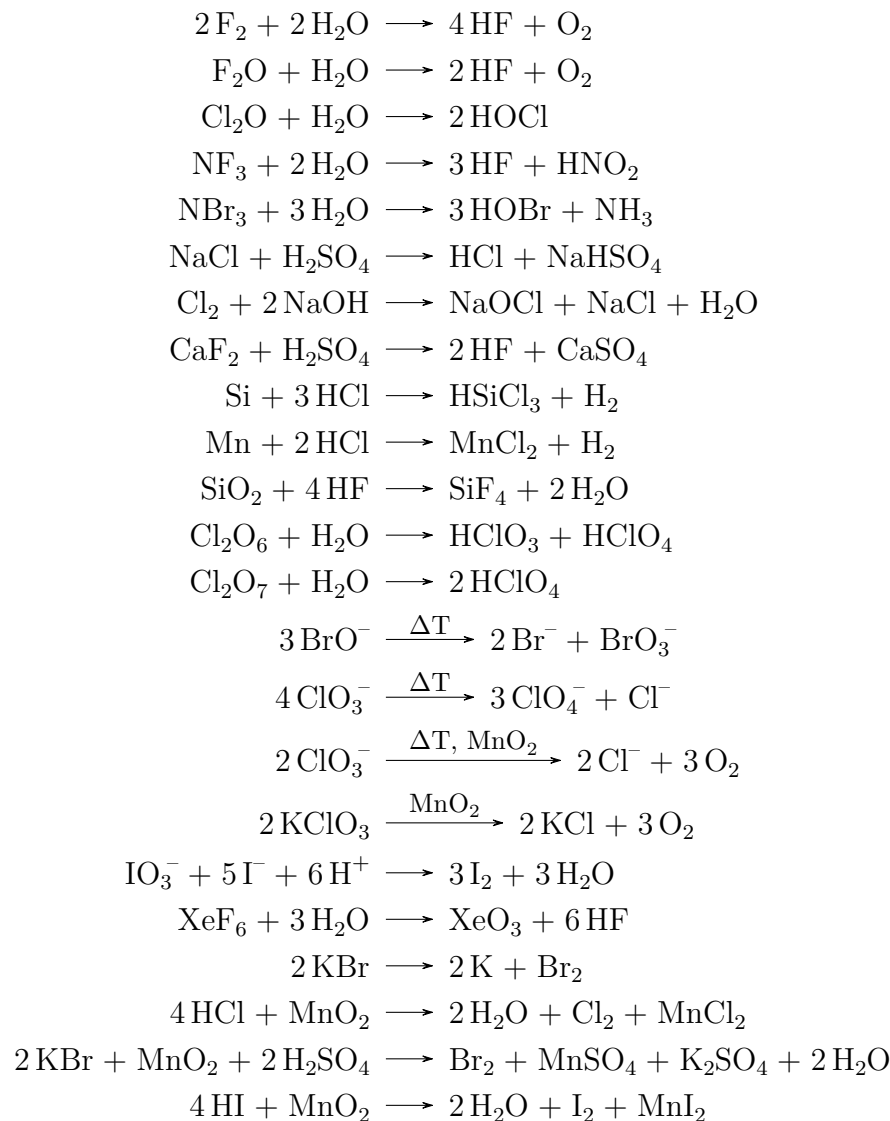 2 F₂ + 2 H₂O ⟶ 4 HF + O₂
F₂O + H₂O ⟶ 2 HF + O₂
Cl₂O + H₂O ⟶ 2 HOCl
NF₃ + 2 H₂O ⟶ 3 HF + HNO₂
NBr₃ + 3 H₂O ⟶ 3 HOBr + NH₃
NaCl + H₂SO₄ ⟶ HCl + NaHSO₄
Cl₂ + 2 NaOH ⟶ NaOCl + NaCl + H₂O
CaF₂ + H₂SO₄ ⟶ 2 HF + CaSO₄
Si + 3 HCl ⟶ HSiCl₃ + H₂
Mn + 2 HCl ⟶ MnCl₂ + H₂
SiO₂ + 4 HF ⟶ SiF₄ + 2 H₂O
Cl₂O₆ + H₂O ⟶ HClO₃ + HClO₄
Cl₂O₇ + H₂O ⟶ 2 HClO₄
3 BrO⁻ ⟶[ΔT] 2 Br⁻ + BrO₃⁻
4 ClO₃⁻ ⟶[ΔT] 3 ClO₄⁻ + Cl⁻
2 ClO₃⁻ ⟶[ΔT, MnO₂] 2 Cl⁻ + 3 O₂
2 KClO₃ ⟶[MnO₂] 2 KCl + 3 O₂
IO₃⁻ + 5 I⁻ + 6 H⁺ ⟶ 3 I₂ + 3 H₂O
XeF₆ + 3 H₂O ⟶ XeO₃ + 6 HF
2 KBr ⟶ 2 K + Br₂
4 HCl + MnO₂ ⟶ 2 H₂O + Cl₂ + MnCl₂
2 KBr + MnO₂ + 2 H₂SO₄ ⟶ Br₂ + MnSO₄ + K₂SO₄ + 2 H₂O
4 HI + MnO₂ ⟶ 2 H₂O + I₂ + MnI₂